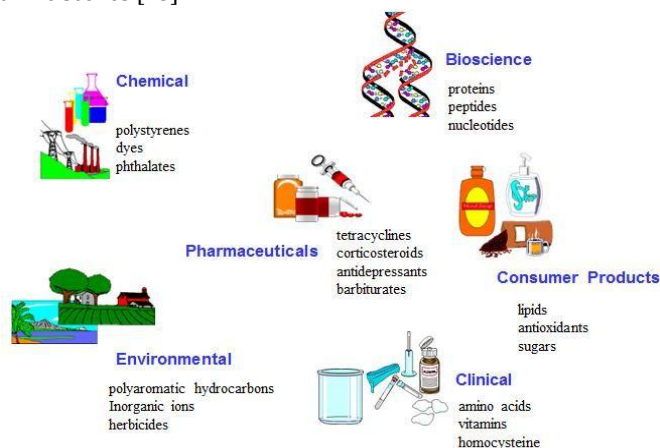 Chemical
polystyrenes
dyes
phthalates
Bioscience
proteins
peptides
nucleotides
Pharmaceuticals
tetracyclines
corticosteroids
antidepressants
barbiturates
Consumer Products
lipids
antioxidants
sugars
Environmental
polyaromatic hydrocarbons
Inorganic ions
herbicides
Clinical
amino acids
vitamins
homocysteine